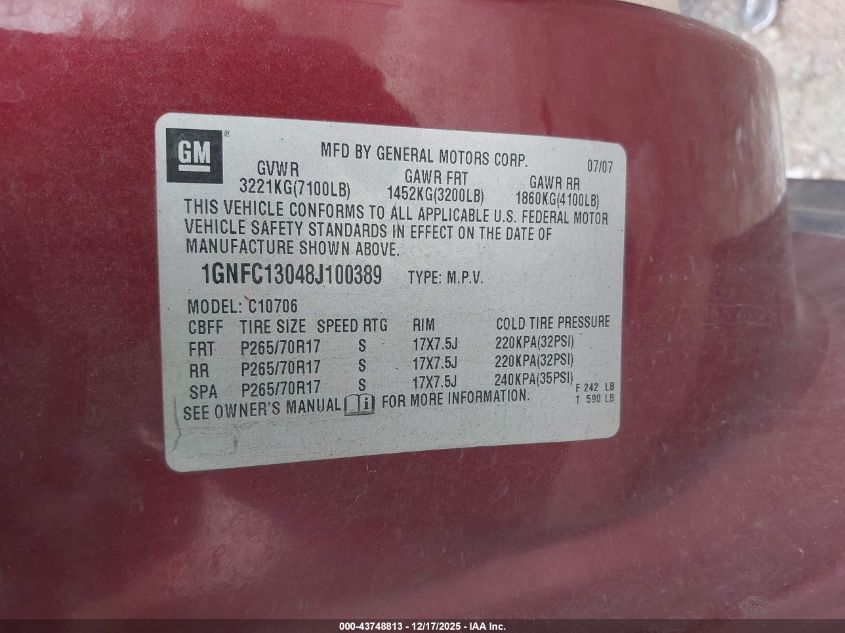 GM ®
MFD BY GENERAL MOTORS CORP. 07/07
GVWR GAWR FRT GAWR RR
3221KG(7100LB) 1452KG(3200LB) 1860KG(4100LB)
THIS VEHICLE CONFORMS TO ALL APPLICABLE U.S. FEDERAL MOTOR
VEHICLE SAFETY STANDARDS IN EFFECT ON THE DATE OF
MANUFACTURE SHOWN ABOVE.
1GNFC13048J100389 TYPE: M.P.V.
MODEL: C10706
CBFF TIRE SIZE SPEED RTG RIM COLD TIRE PRESSURE
FRT P265/70R17 S 17X7.5J 220KPA(32PSI)
RR P265/70R17 S 17X7.5J 220KPA(32PSI)
SPA P265/70R17 S 17X7.5J 240KPA(35PSI) F 242 LB
SEE OWNER'S MANUAL i FOR MORE INFORMATION. T 590 LB
000-43748813 - 12/17/2025 - IAA Inc.